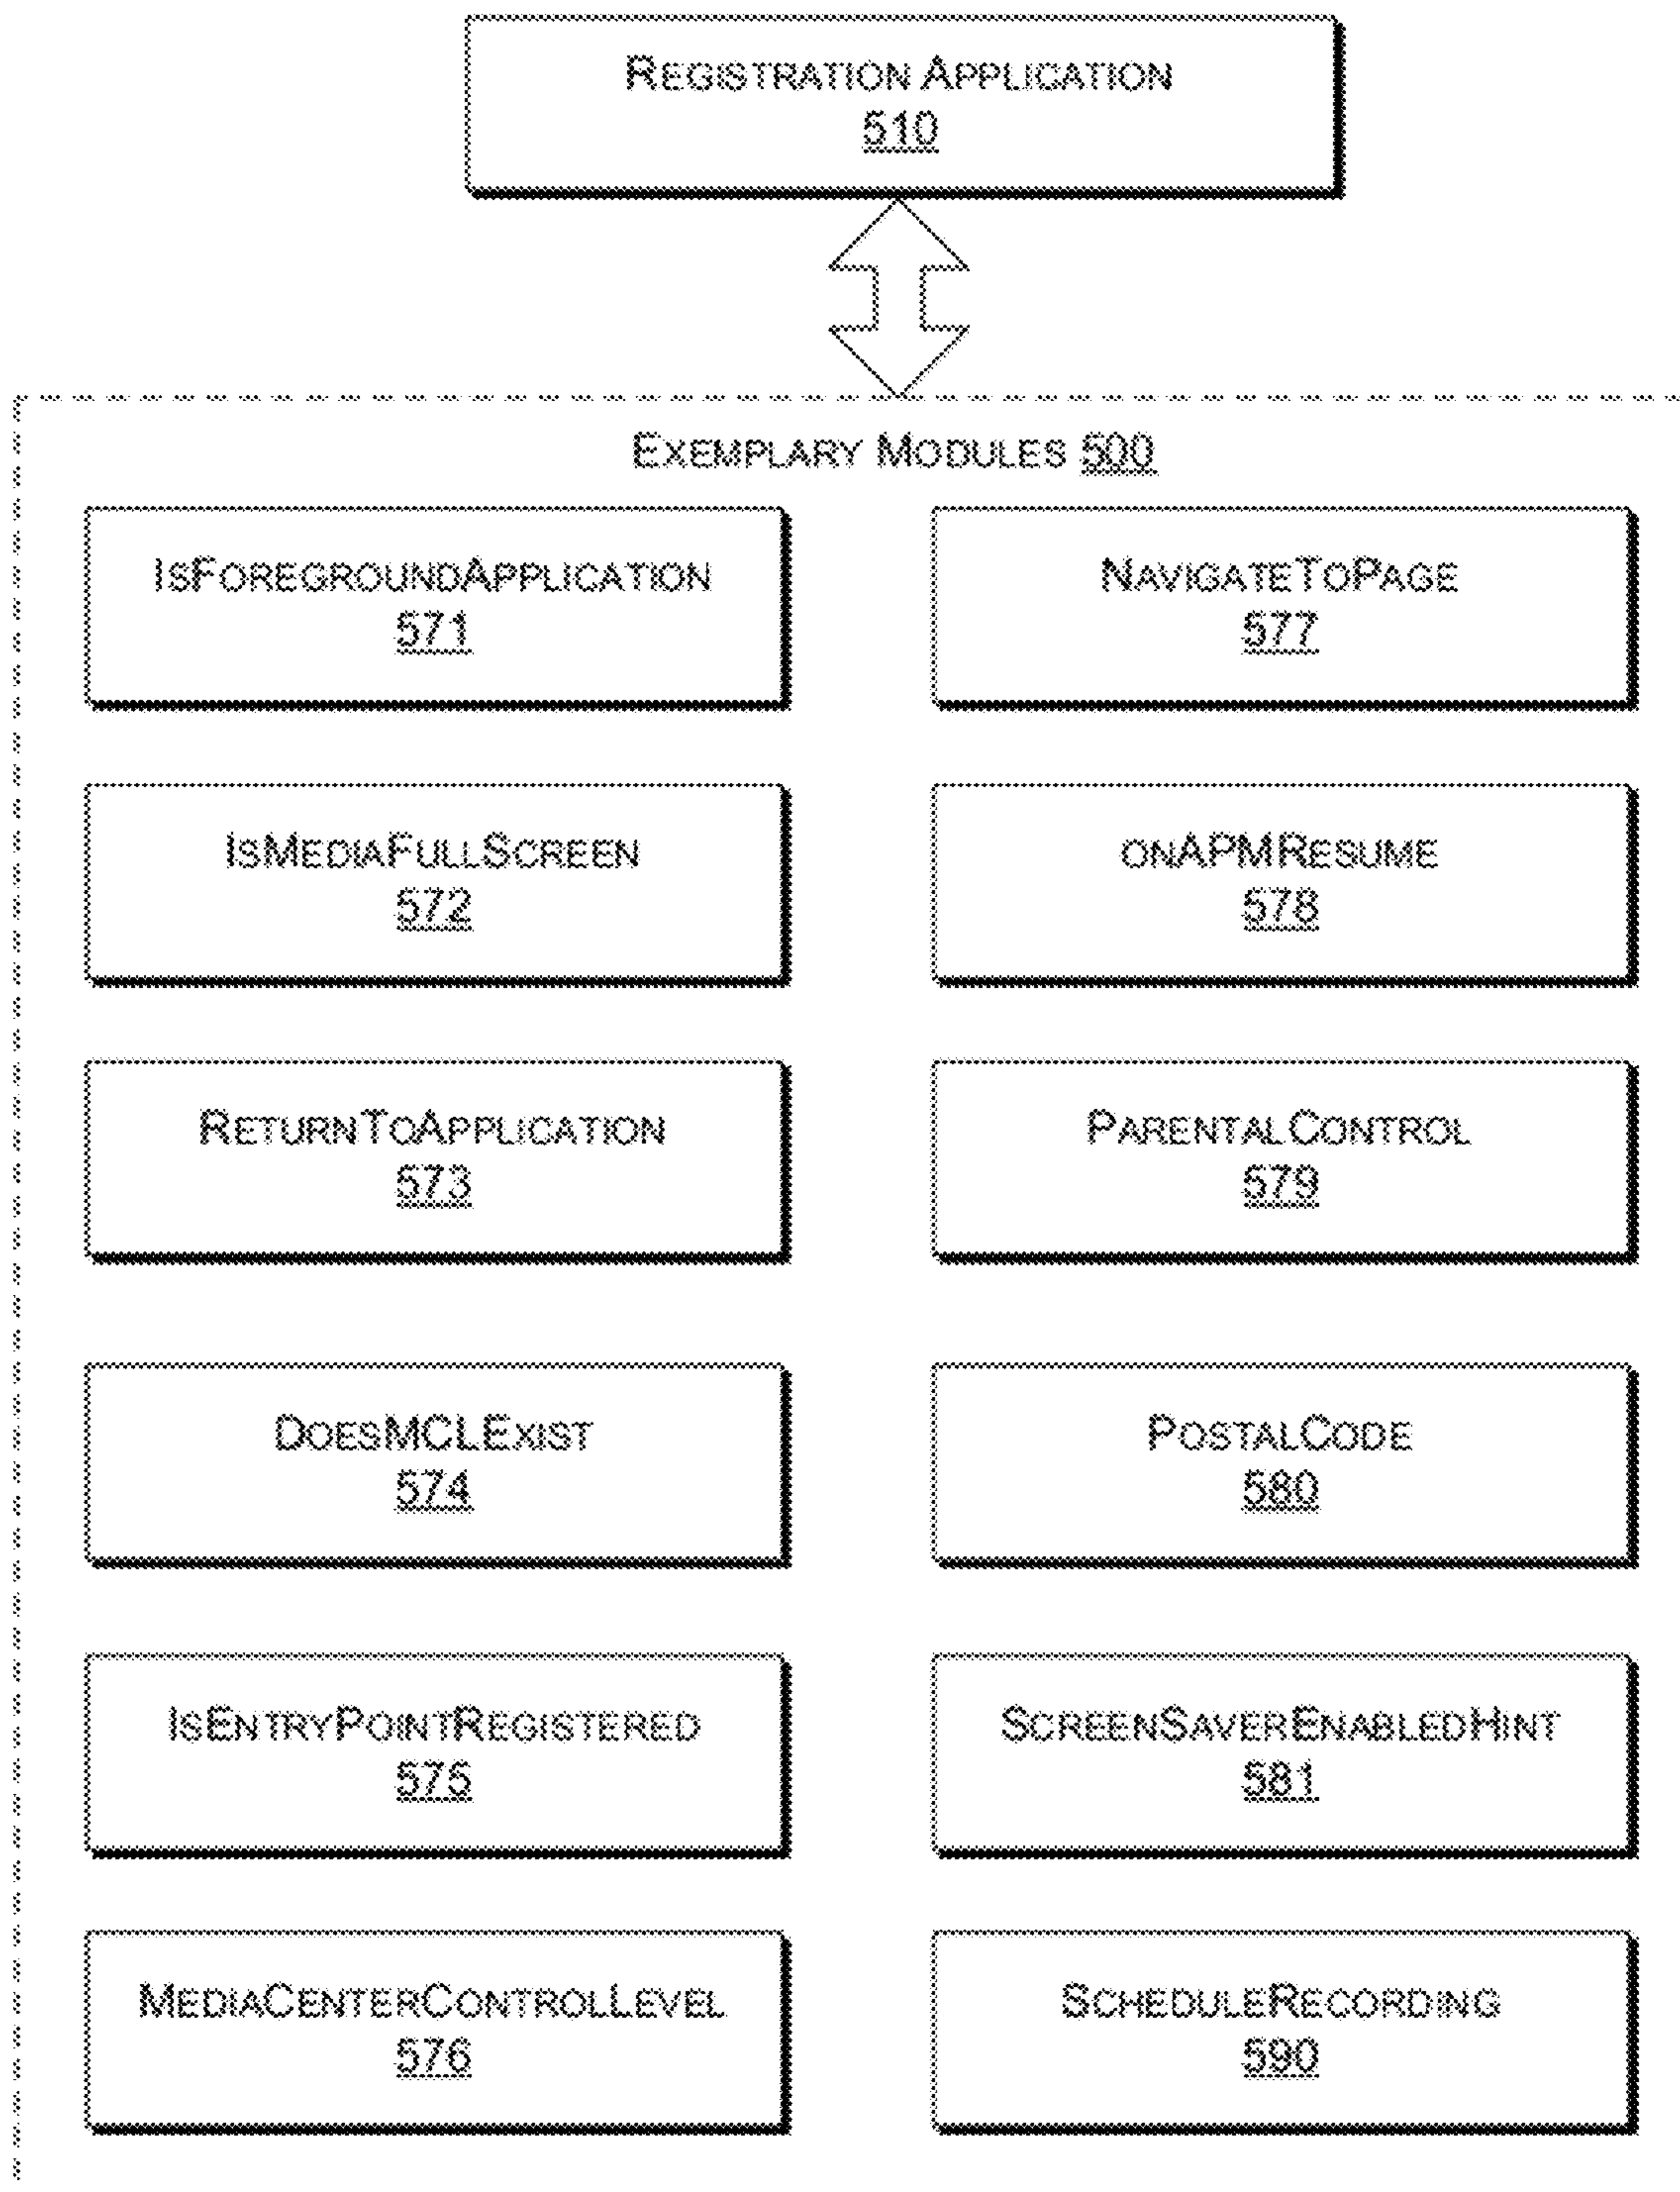 REGISTRATION APPLICATION
510
EXEMPLARY MODULES 500
ISFOREGROUNDAPPLICATION
571
NAVIGATETOPAGE
577
ISMEDIAFULLSCREEN
572
ONAPMRESUME
578
RETURNTOAPPLICATION
573
PARENTALCONTROL
579
DOESMCLEXIST
574
POSTALCODE
580
ISENTRYPOINTREGISTERED
575
SCREENSAVERENABLEDHINT
581
MEDIACENTERCONTROLLEVEL
576
SCHEDULERECORDING
590